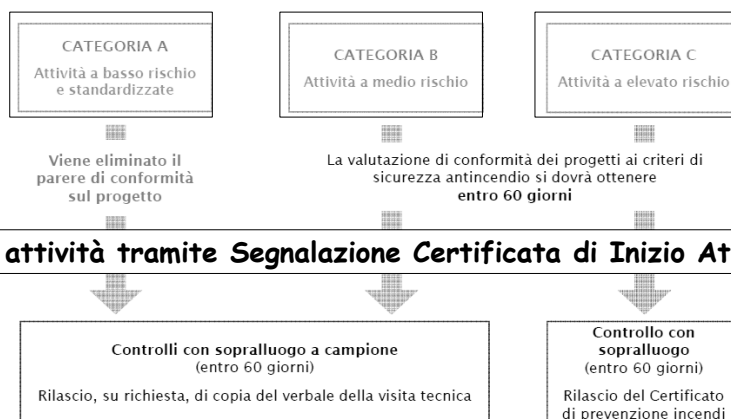 CATEGORIA A
Attività a basso rischio
e standardizzate
CATEGORIA B
Attività a medio rischio
CATEGORIA C
Attività a elevato rischio
Viene eliminato il
parere di conformità
sul progetto
La valutazione di conformità dei progetti ai criteri di
sicurezza antincendio si dovrà ottenere
entro 60 giorni
attività tramite Segnalazione Certificata di Inizio At
Controlli con sopralluogo a campione
(entro 60 giorni)
Rilascio, su richiesta, di copia del verbale della visita tecnica
Controllo con
sopralluogo
(entro 60 giorni)
Rilascio del Certificato
di prevenzione incendi